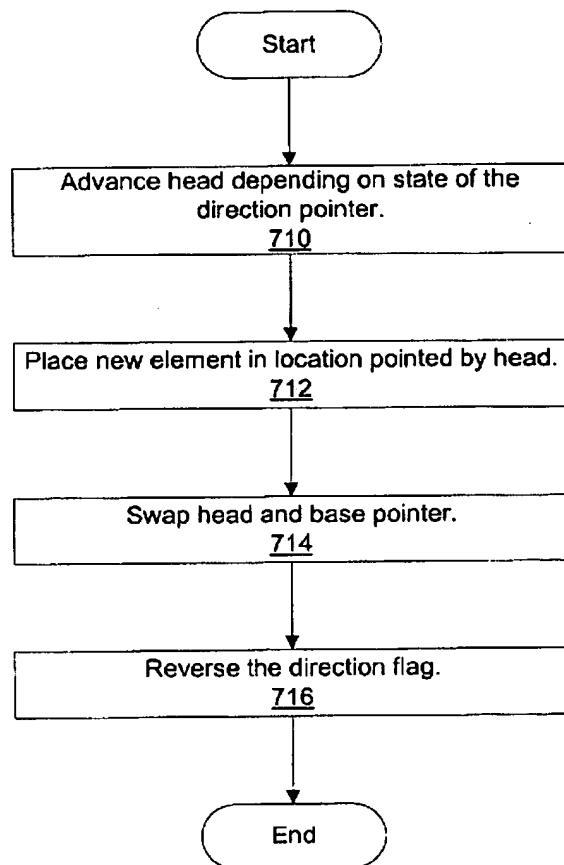 Start
Advance head depending on state of the
direction pointer.
710
Place new element in location pointed by head.
712
Swap head and base pointer.
714
Reverse the direction flag.
716
End